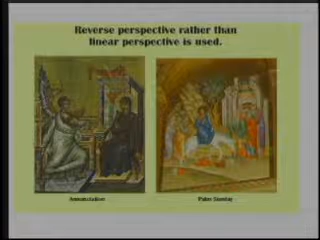 Reverse perspective rather than
linear perspective is used.
Annunciation
Palm Sunday